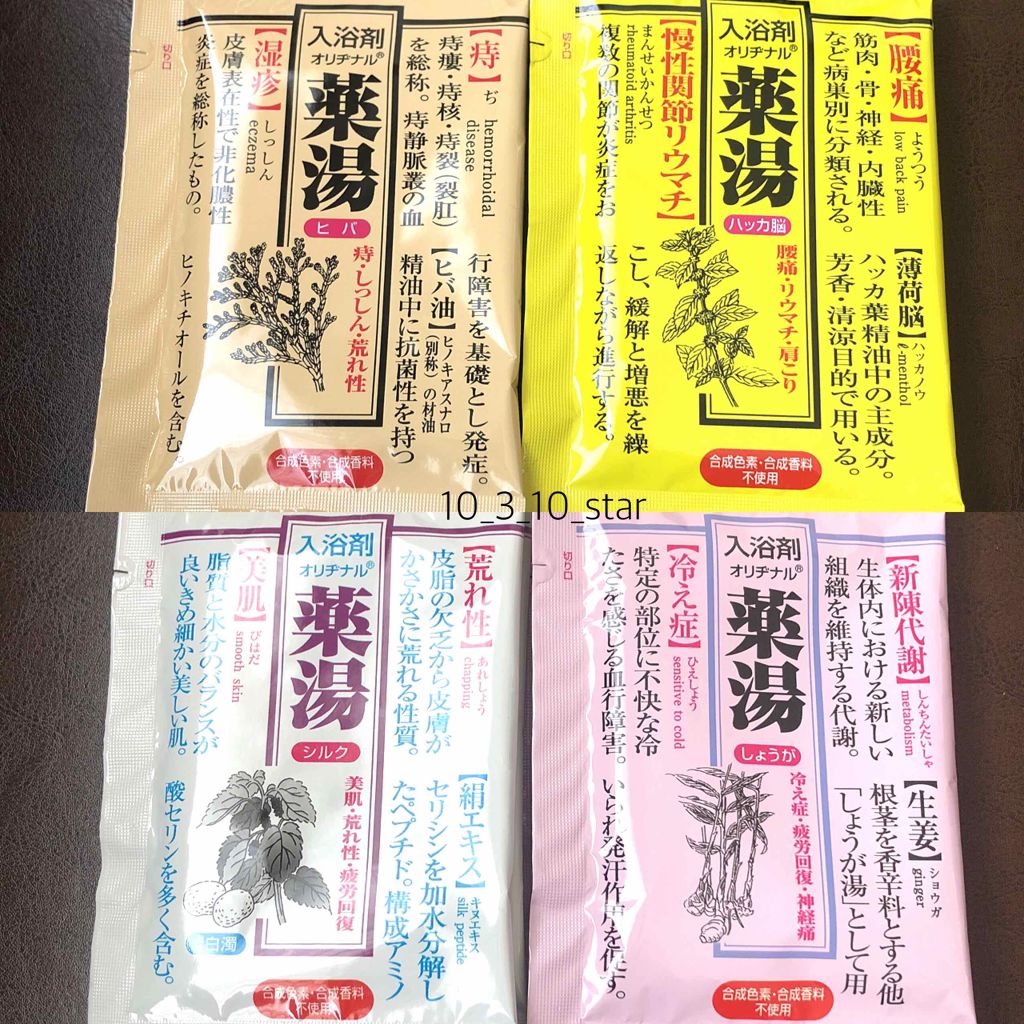 切り口
入浴剤
オリヂナル®
薬湯
ヒバ
痔・しっしん・荒れ性
合成色素・合成香料
不使用
【痔】ぢ
hemorrhoidal
disease
痔瘻・痔核・痔裂(裂肛)
を総称。痔静脈叢の血
行障害を基礎とし発症。
【ヒバ油】ヒノキアスナロ
(別称)の材油
精油中に抗菌性を持つ
ヒノキチオールを含む。
【湿疹】しっしん
eczema
皮膚表在性で非化膿性
炎症を総称したもの。
切り口
入浴剤
オリヂナル®
薬湯
ハッカ脳
腰痛・リウマチ・肩こり
合成色素・合成香料
不使用
【腰痛】ようつう
low back pain
筋肉・骨・神経・内臓性
など病巣別に分類される。
【慢性関節リウマチ】
まんせいかんせつ
rheumatoid arthritis
複数の関節が炎症をお
こし、緩解と増悪を繰
返しながら進行する。
【薄荷脳】ハッカノウ
ℓ-menthol
ハッカ葉精油中の主成分。
芳香・清涼目的で用いる。
10_3_10_star
切り口
入浴剤
オリヂナル®
薬湯
シルク
美肌・荒れ性・疲労回復
白濁
合成色素・合成香料
不使用
【荒れ性】あれしょう
chapping
皮脂の欠乏から皮膚が
かさかさに荒れる性質。
【美肌】びはだ
smooth skin
脂質と水分のバランスが
良いきめ細かい美しい肌。
【絹エキス】キヌエキス
silk peptide
セリシンを加水分解し
たペプチド。構成アミノ
酸セリンを多く含む。
切り口
入浴剤
オリヂナル®
薬湯
しょうが
冷え症・疲労回復・神経痛
合成色素・合成香料
不使用
【新陳代謝】しんちんたいしゃ
metabolism
生体内における新しい
組織を維持する代謝。
【冷え症】ひえしょう
sensitive to cold
特定の部位に不快な冷
たさを感じる血行障害。
【生姜】ショウガ
ginger
根茎を香辛料とする他
「しょうが湯」として用
いられ発汗作用を促す。